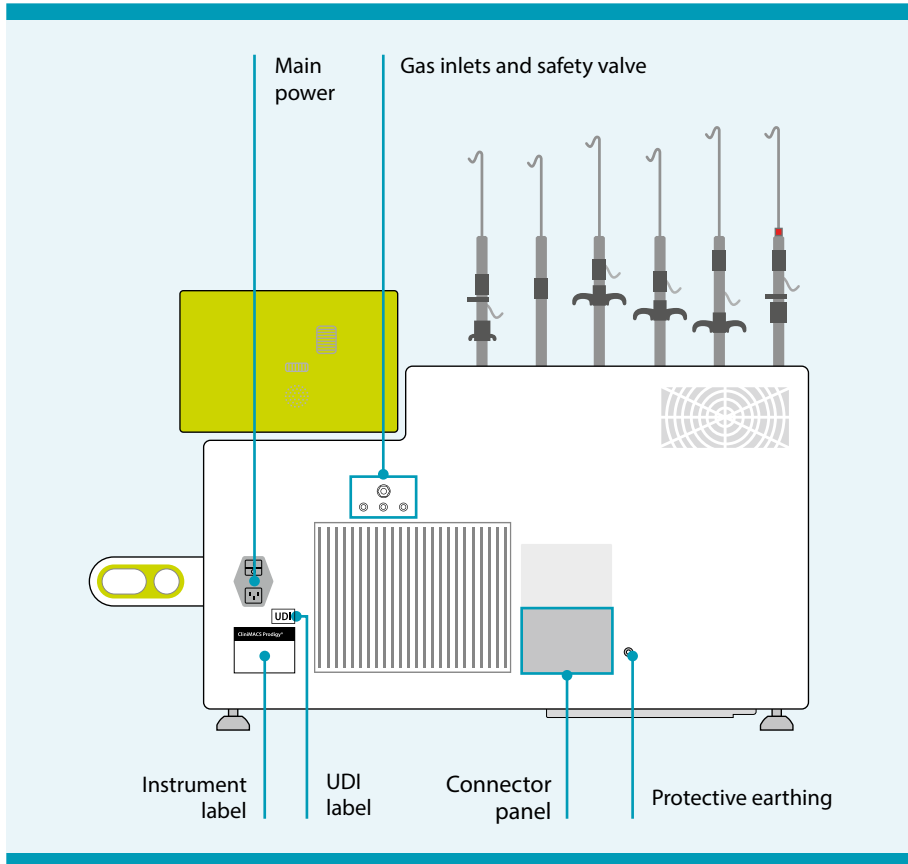 Main
power
Gas inlets and safety valve
UDI
CliniMACS Prodigy®
Instrument
label
UDI
label
Connector
panel
Protective earthing